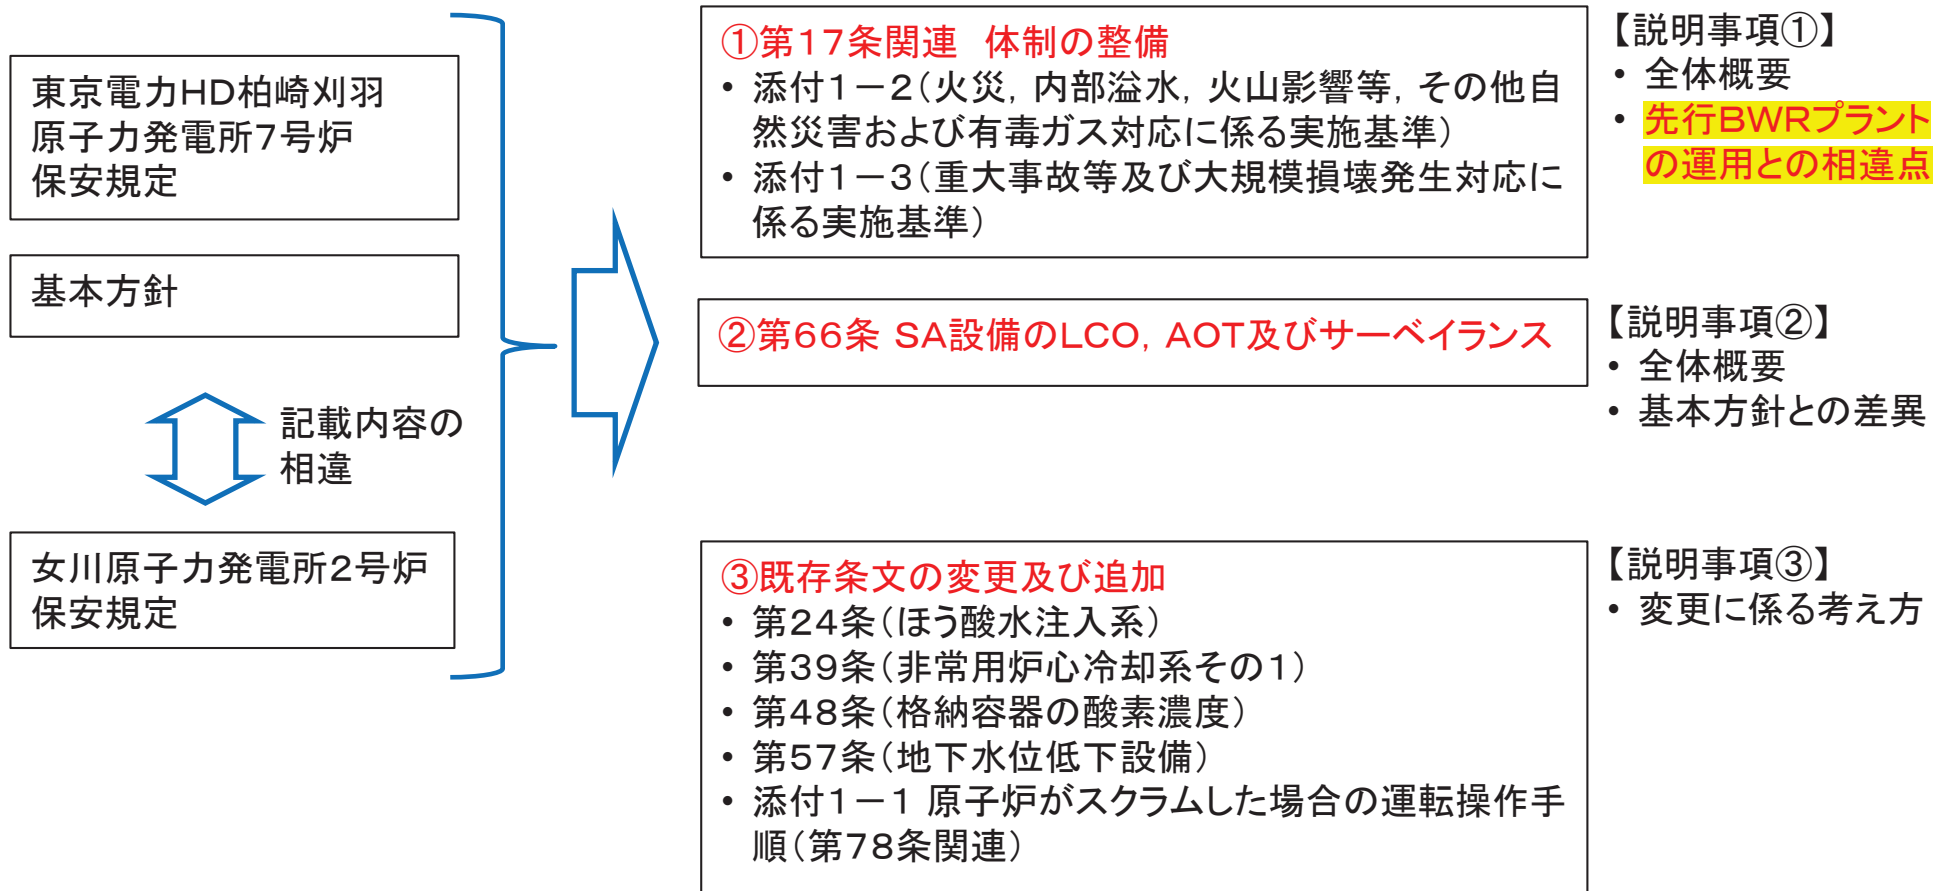 東京電力HD柏崎刈羽
原子力発電所7号炉
保安規定
基本方針
記載内容の
相違
女川原子力発電所2号炉
保安規定
①第17条関連 体制の整備
• 添付1-2(火災,内部溢水,火山影響等,その他自
然災害および有毒ガス対応に係る実施基準)
• 添付1-3(重大事故等及び大規模損壊発生対応に
係る実施基準)
【説明事項①】
• 全体概要
• 先行BWRプラント
の運用との相違点
②第66条 SA設備のLCO, AOT及びサーベイランス
【説明事項②】
• 全体概要
• 基本方針との差異
③既存条文の変更及び追加
• 第24条(ほう酸水注入系)
• 第39条(非常用炉心冷却系その1)
• 第48条(格納容器の酸素濃度)
• 第57条(地下水位低下設備)
• 添付1-1 原子炉がスクラムした場合の運転操作手
順(第78条関連)
【説明事項③】
• 変更に係る考え方